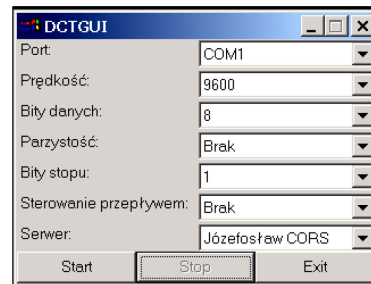 DCTGUI
Port: COM1
Prędkość: 9600
Bity danych: 8
Parzystość: Brak
Bity stopu: 1
Sterowanie przepływem: Brak
Serwer: Józefosław CORS
Start Stop Exit